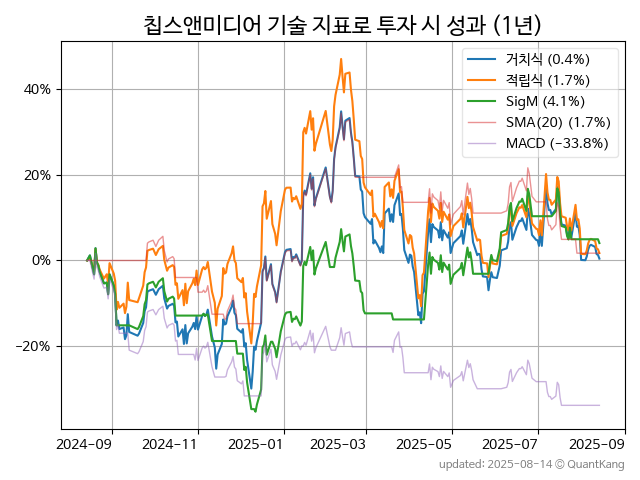 칩스앤미디어 기술 지표로 투자 시 성과 (1년)
거치식 (0.4%)
적립식 (1.7%)
SigM (4.1%)
SMA(20) (1.7%)
MACD (−33.8%)
40%
20%
0%
−20%
2024-09 2024-11 2025-01 2025-03 2025-05 2025-07 2025-09
updated: 2025-08-14 © QuantKang